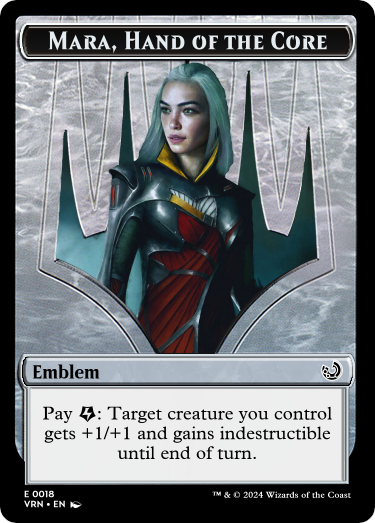 Mara, Hand of the Core
Emblem
Pay : Target creature you control
gets +1/+1 and gains indestructible
until end of turn.
E 0018
VRN • EN
™ & © 2024 Wizards of the Coast